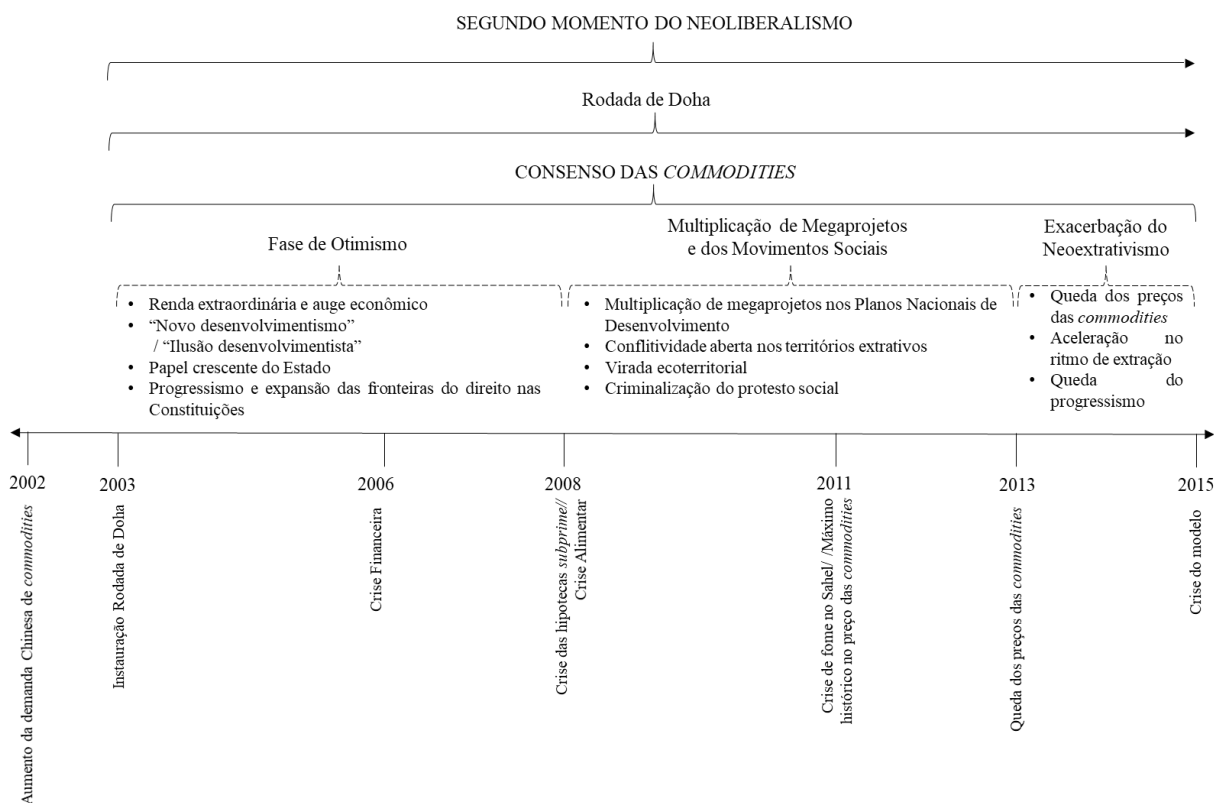 SEGUNDO MOMENTO DO NEOLIBERALISMO
Rodada de Doha
CONSENSO DAS COMMODITIES
Fase de Otimismo
• Renda extraordinária e auge econômico
• “Novo desenvolvimentismo”
/ “Ilusão desenvolvimentista”
• Papel crescente do Estado
• Progressismo e expansão das fronteiras do direito nas
Constituições
Multiplicação de Megaprojetos
e dos Movimentos Sociais
• Multiplicação de megaprojetos nos Planos Nacionais de
Desenvolvimento
• Conflitividade aberta nos territórios extrativos
• Virada ecoterritorial
• Criminalização do protesto social
Exacerbação do
Neoextrativismo
• Queda dos preços
das commodities
• Aceleração no
ritmo de extração
• Queda do
progressismo
2002
Aumento da demanda Chinesa de commodities
2003
Instauração Rodada de Doha
2006
Crise Financeira
2008
Crise das hipotecas subprime//
Crise Alimentar
2011
Crise de fome no Sahel/ /Máximo
histórico no preço das commodities
2013
Queda dos preços das commodities
2015
Crise do modelo